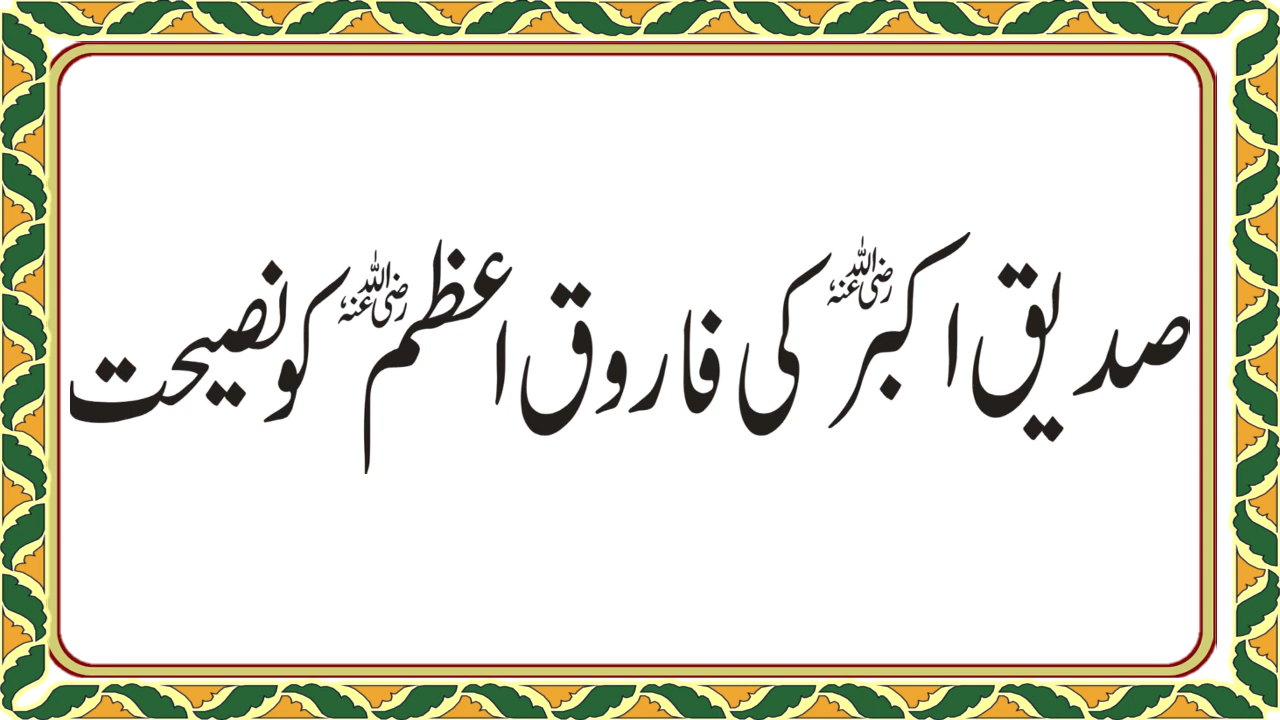 صدیق اکبر رضی اللہ عنہ کی فاروق اعظم رضی اللہ عنہ کو نصیحت